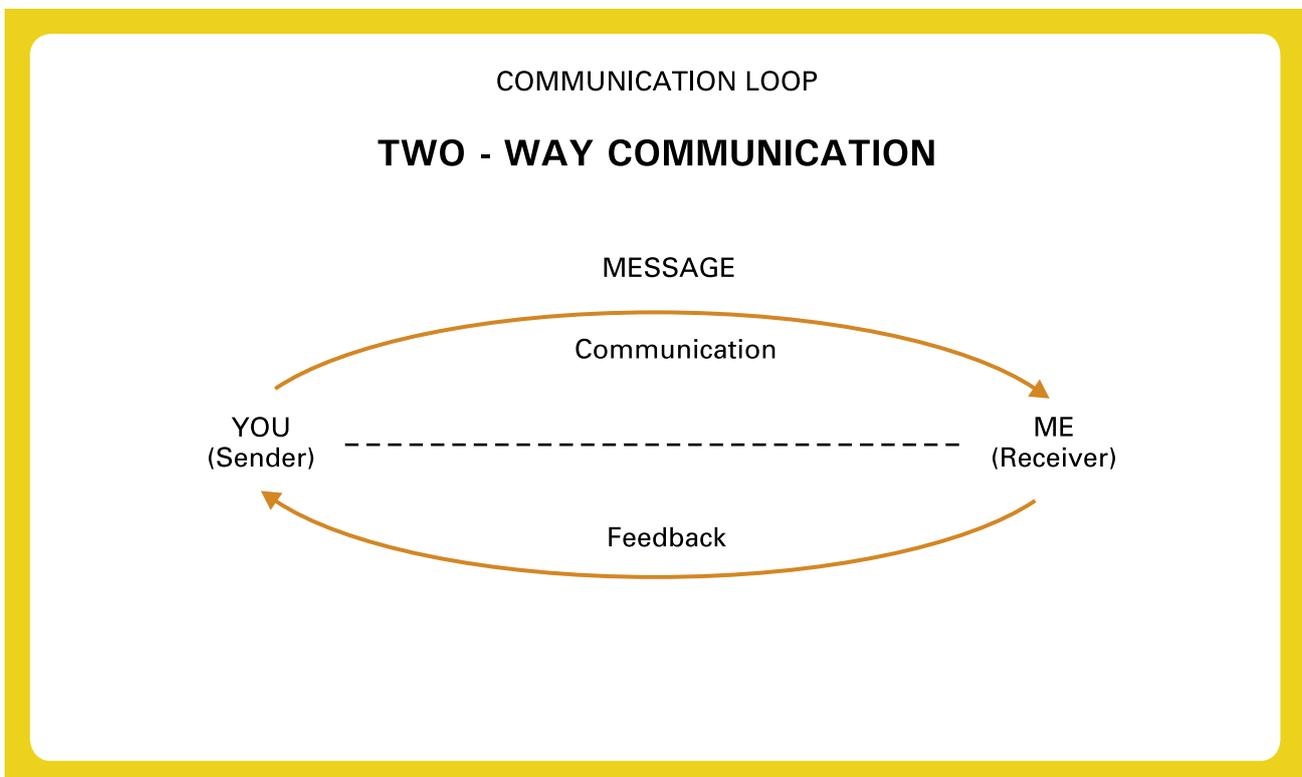 COMMUNICATION LOOP
TWO - WAY COMMUNICATION
MESSAGE
Communication
YOU
(Sender)
ME
(Receiver)
Feedback